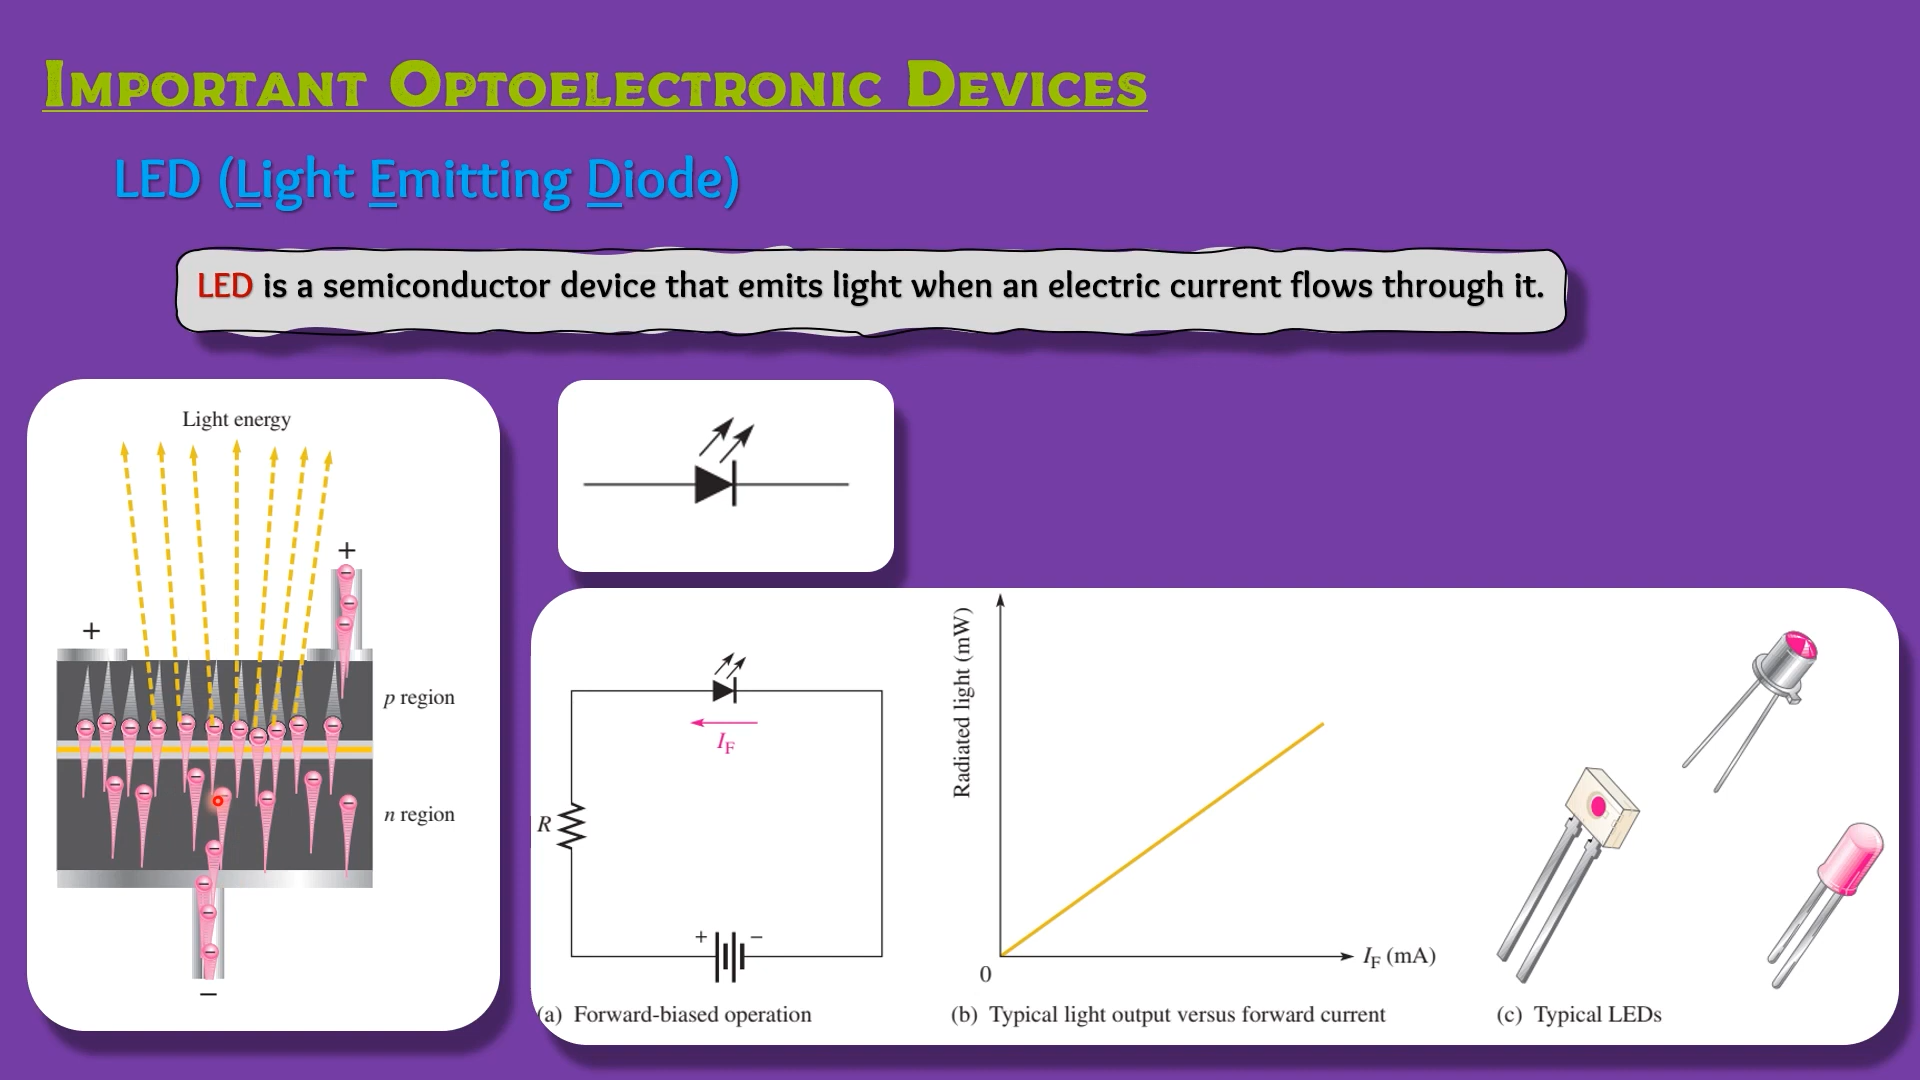 Important Optoelectronic Devices
LED (Light Emitting Diode)
LED is a semiconductor device that emits light when an electric current flows through it.
Light energy
+
+
p region
n region
−
I_F
R
+ −
(a) Forward-biased operation
Radiated light (mW)
0
I_F (mA)
(b) Typical light output versus forward current
(c) Typical LEDs